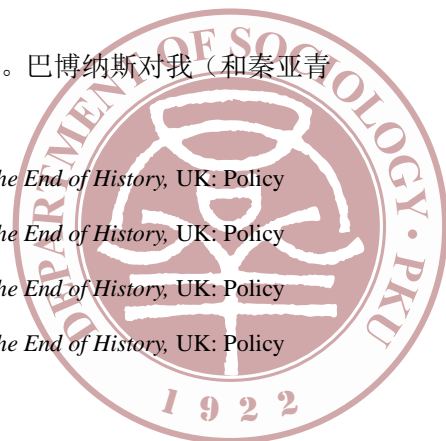 。巴博纳斯对我（和秦亚青
he End of History, UK: Policy
he End of History, UK: Policy
he End of History, UK: Policy
he End of History, UK: Policy
DEPARTMENT OF SOCIOLOGY · PKU
1922